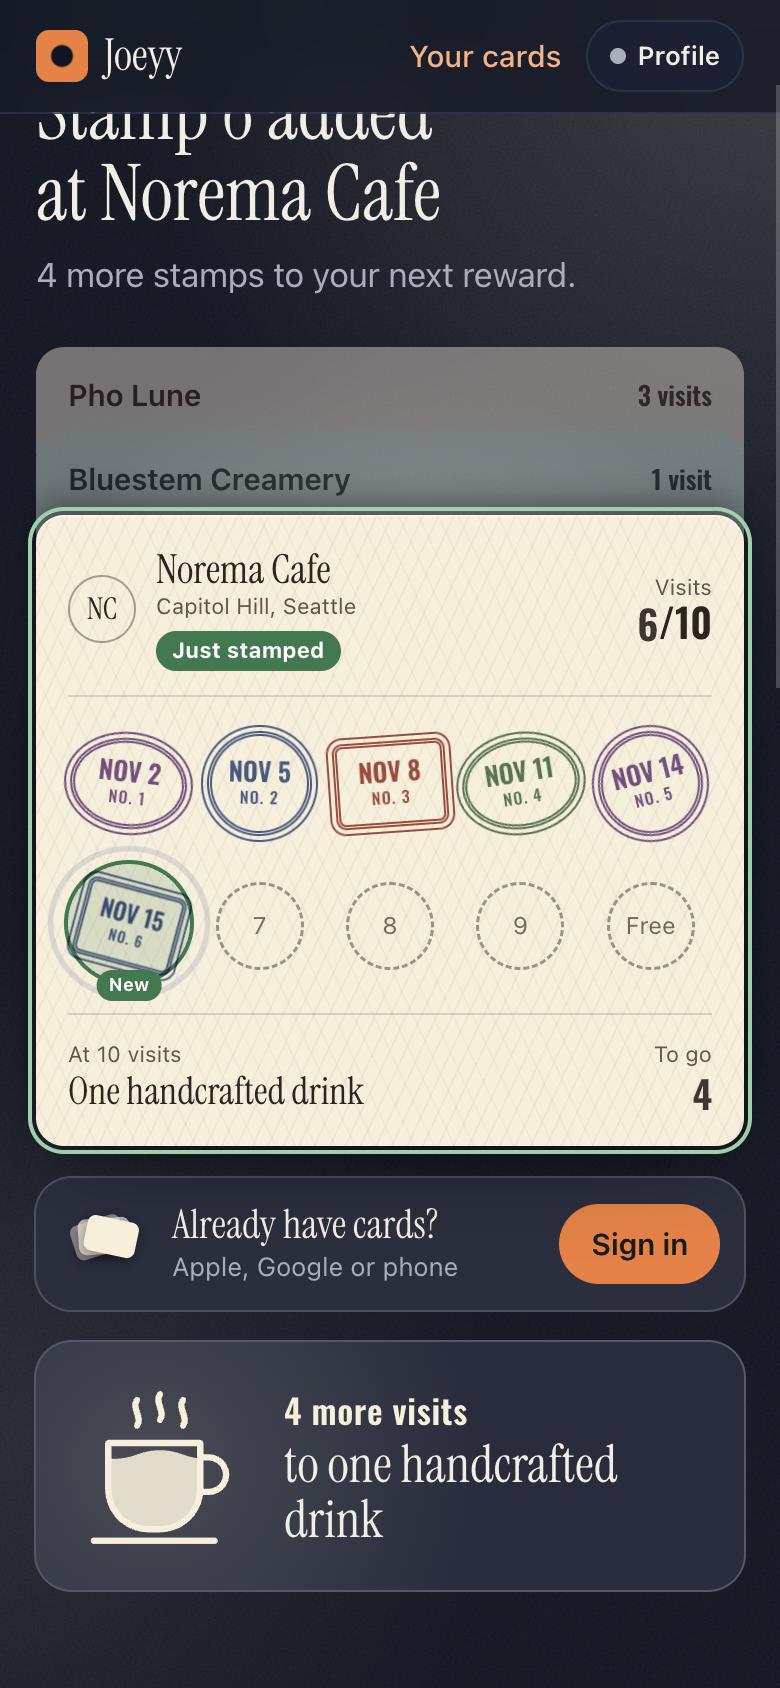 Joeyy
Your cards
Profile
Stamp 6 added
at Norema Cafe
4 more stamps to your next reward.
Pho Lune
3 visits
Bluestem Creamery
1 visit
NC
Norema Cafe
Capitol Hill, Seattle
Just stamped
Visits
6/10
NOV 2
NO. 1
NOV 5
NO. 2
NOV 8
NO. 3
NOV 11
NO. 4
NOV 14
NO. 5
NOV 15
NO. 6
New
7
8
9
Free
At 10 visits
One handcrafted drink
To go
4
Already have cards?
Apple, Google or phone
Sign in
4 more visits
to one handcrafted
drink